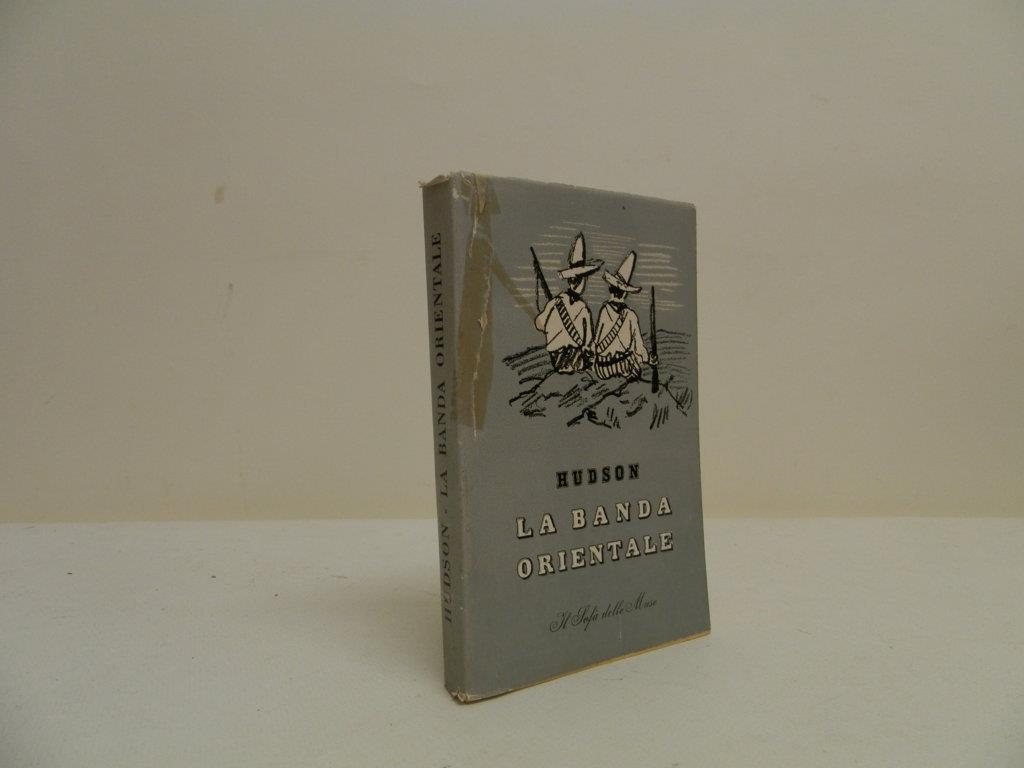 HUDSON · LA BANDA ORIENTALE
HUDSON
LA BANDA
ORIENTALE
Il Sofà delle Muse